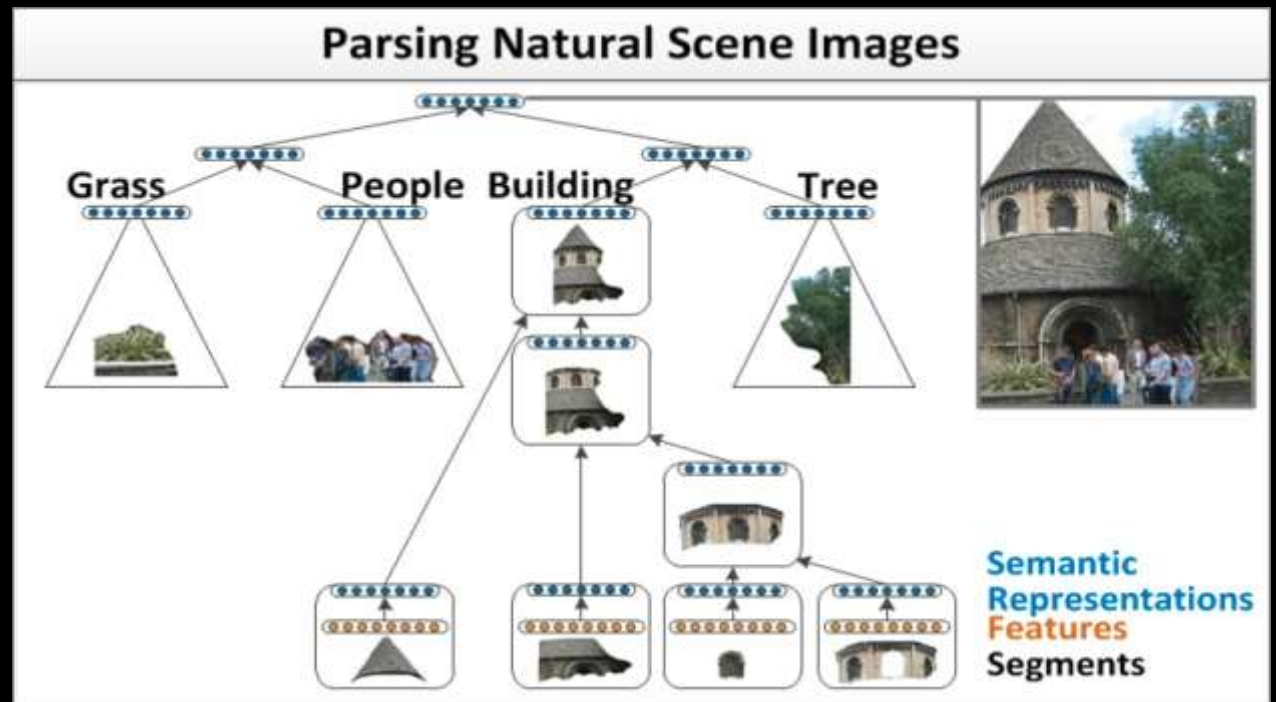 Parsing Natural Scene Images
Grass People Building Tree
Semantic
Representations
Features
Segments